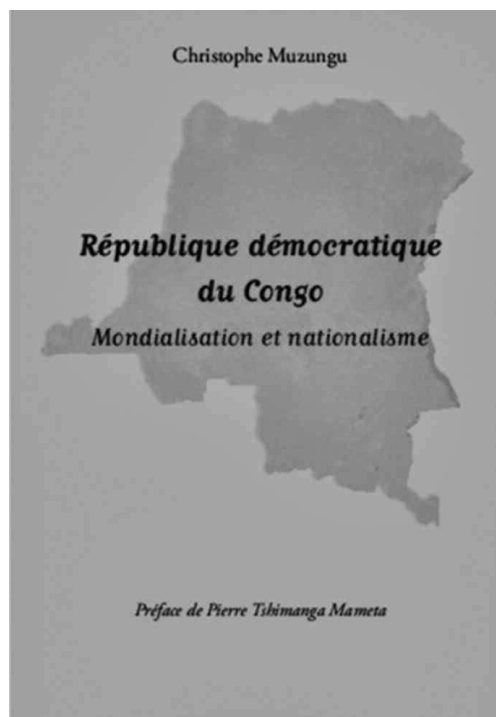 Christophe Muzungu
République démocratique
du Congo
Mondialisation et nationalisme
Préface de Pierre Tshimanga Mameta